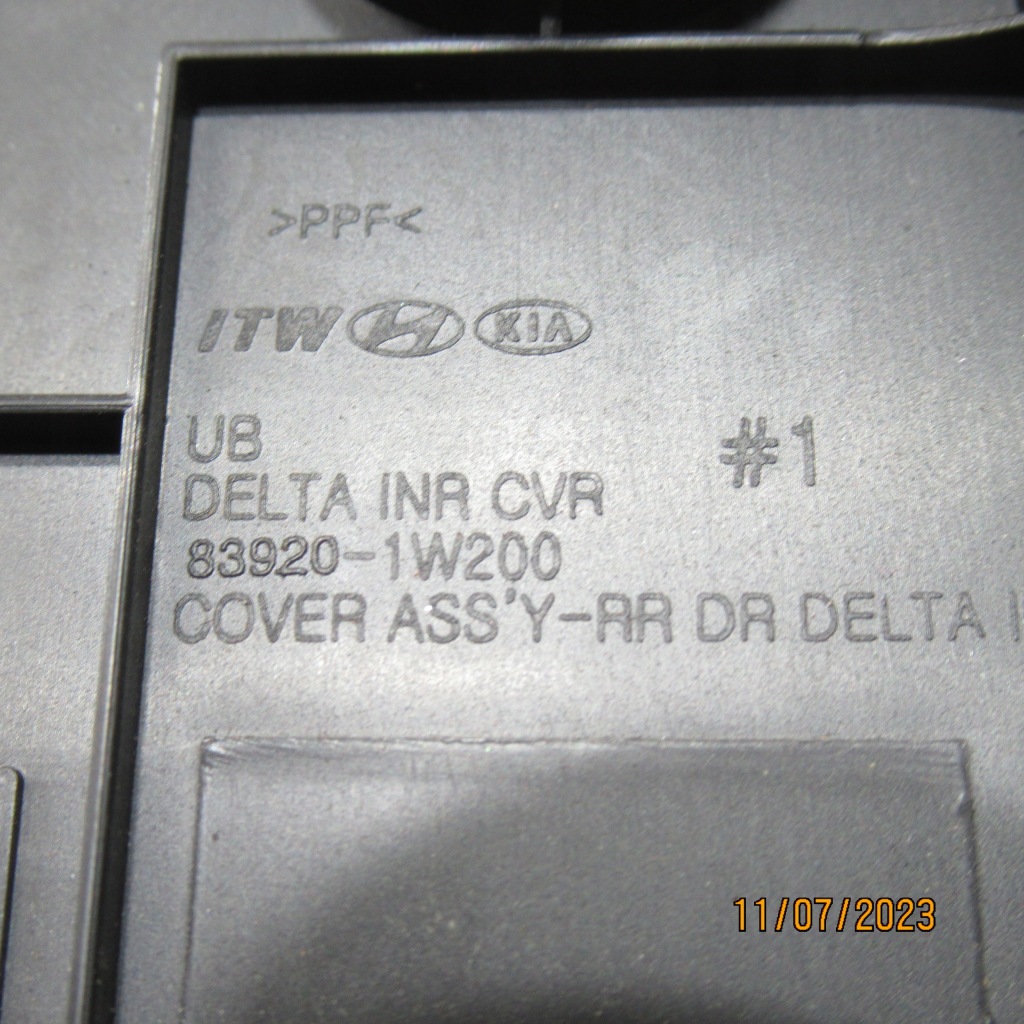 >PPF<
ITW KIA
UB
#1
DELTA INR CVR
83920-1W200
COVER ASS'Y-RR DR DELTA
11/07/2023